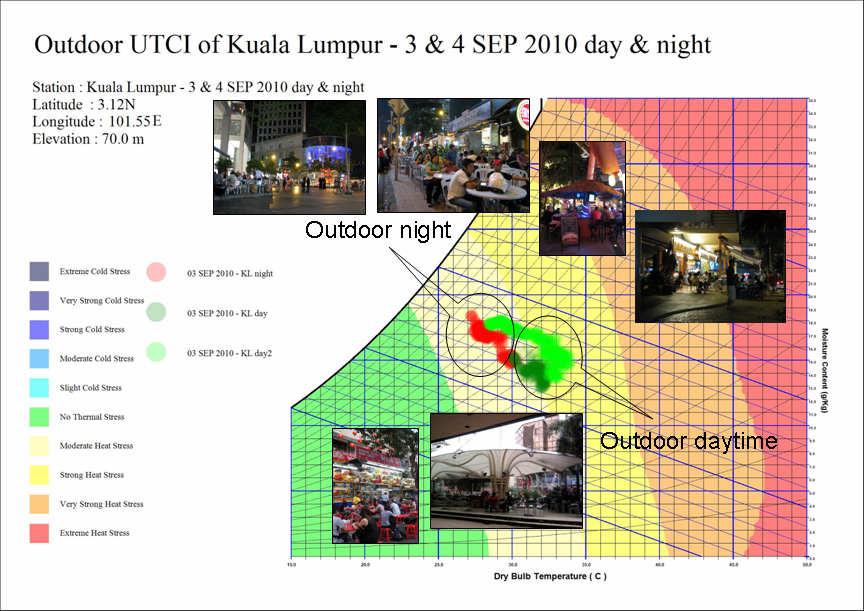 Outdoor UTCI of Kuala Lumpur - 3 & 4 SEP 2010 day & night
Station : Kuala Lumpur - 3 & 4 SEP 2010 day & night
Latitude : 3.12N
Longitude : 101.55E
Elevation : 70.0 m
Outdoor night
Extreme Cold Stress
Very Strong Cold Stress
Strong Cold Stress
Moderate Cold Stress
Slight Cold Stress
No Thermal Stress
Moderate Heat Stress
Strong Heat Stress
Very Strong Heat Stress
Extreme Heat Stress
03 SEP 2010 - KL night
03 SEP 2010 - KL day
03 SEP 2010 - KL day2
Outdoor daytime
Moisture Content (g/Kg)
15.0 20.0 25.0 30.0 35.0 40.0 45.0 50.0
Dry Bulb Temperature ( C )